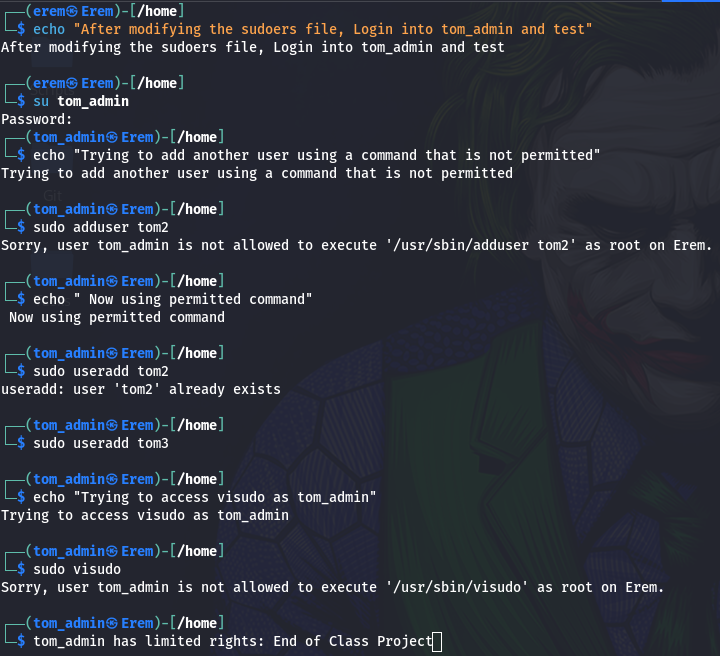 ┌──(erem㉿Erem)-[/home]
└─$ echo "After modifying the sudoers file, Login into tom_admin and test"
After modifying the sudoers file, Login into tom_admin and test
┌──(erem㉿Erem)-[/home]
└─$ su tom_admin
Password:
┌──(tom_admin㉿Erem)-[/home]
└─$ echo "Trying to add another user using a command that is not permitted"
Trying to add another user using a command that is not permitted
┌──(tom_admin㉿Erem)-[/home]
└─$ sudo adduser tom2
Sorry, user tom_admin is not allowed to execute '/usr/sbin/adduser tom2' as root on Erem.
┌──(tom_admin㉿Erem)-[/home]
└─$ echo " Now using permitted command"
 Now using permitted command
┌──(tom_admin㉿Erem)-[/home]
└─$ sudo useradd tom2
useradd: user 'tom2' already exists
┌──(tom_admin㉿Erem)-[/home]
└─$ sudo useradd tom3
┌──(tom_admin㉿Erem)-[/home]
└─$ echo "Trying to access visudo as tom_admin"
Trying to access visudo as tom_admin
┌──(tom_admin㉿Erem)-[/home]
└─$ sudo visudo
Sorry, user tom_admin is not allowed to execute '/usr/sbin/visudo' as root on Erem.
┌──(tom_admin㉿Erem)-[/home]
└─$ tom_admin has limited rights: End of Class Project